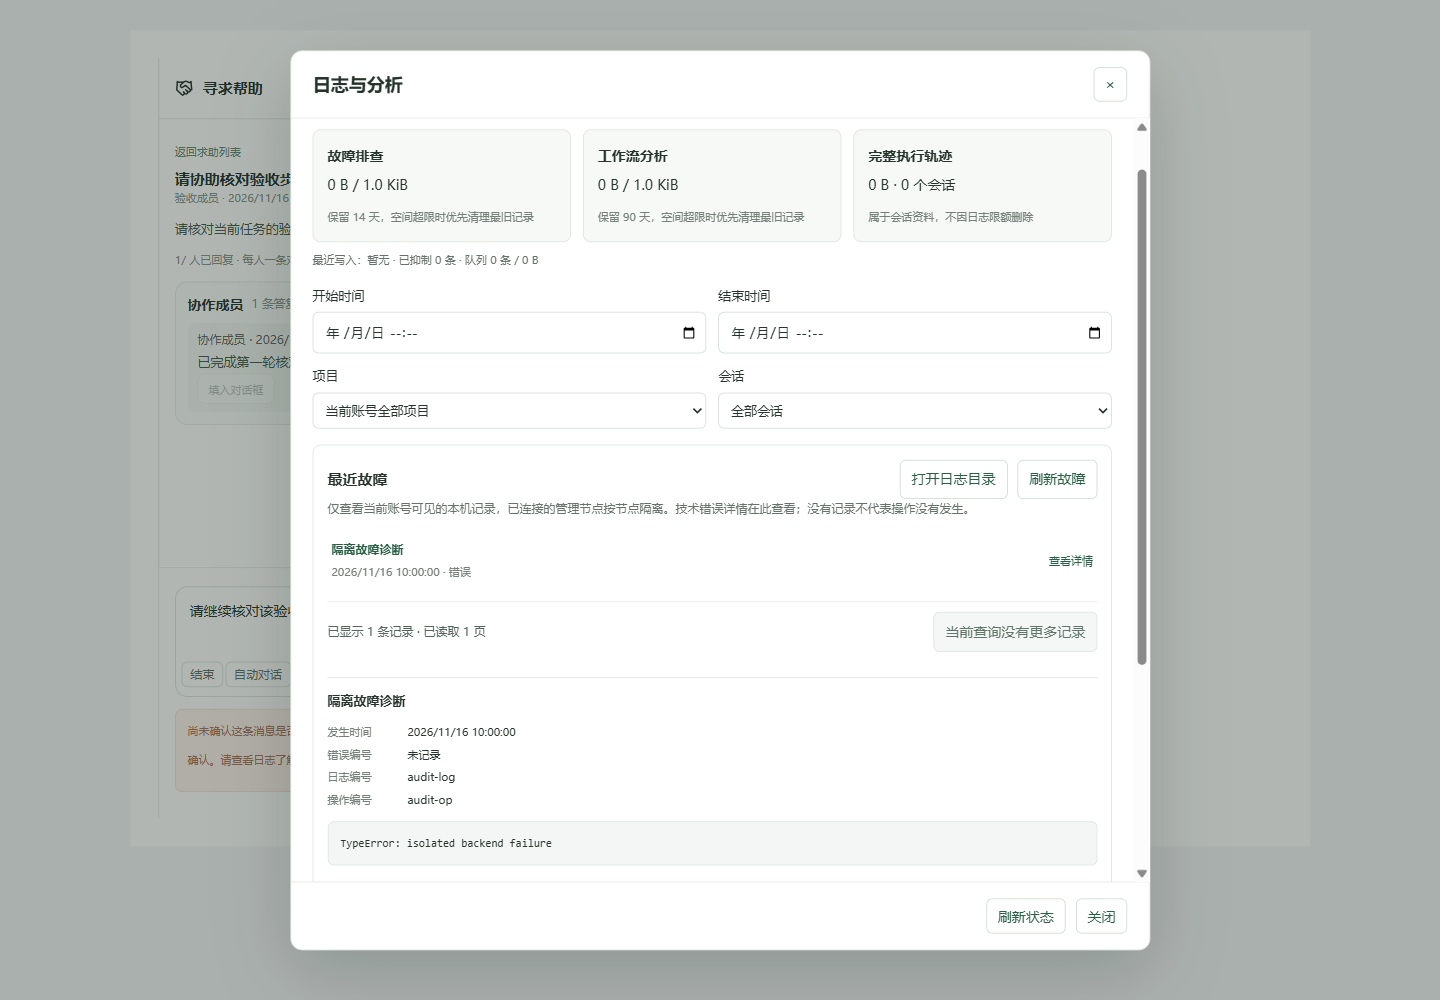 寻求帮助
返回求助列表
请协助核对验收
验收成员 · 2026/11/16
请核对当前任务的验
1/ 人已回复 · 每人一条
协作成员 1 条答
协作成员 · 2026/
已完成第一轮核
填入对话框
请继续核对该验
结束 自动对话
尚未确认这条消息是
确认。请查看日志了
日志与分析
×
故障排查
0 B / 1.0 KiB
保留 14 天，空间超限时优先清理最旧记录
工作流分析
0 B / 1.0 KiB
保留 90 天，空间超限时优先清理最旧记录
完整执行轨迹
0 B · 0 个会话
属于会话资料，不因日志限额删除
最近写入：暂无 · 已抑制 0 条 · 队列 0 条 / 0 B
开始时间 结束时间
年 /月/日 --:-- 年 /月/日 --:--
项目 会话
当前账号全部项目 全部会话
最近故障 打开日志目录 刷新故障
仅查看当前账号可见的本机记录，已连接的管理节点按节点隔离。技术错误详情在此查看；没有记录不代表操作没有发生。
隔离故障诊断
2026/11/16 10:00:00 · 错误
查看详情
已显示 1 条记录 · 已读取 1 页 当前查询没有更多记录
隔离故障诊断
发生时间 2026/11/16 10:00:00
错误编号 未记录
日志编号 audit-log
操作编号 audit-op
TypeError: isolated backend failure
刷新状态 关闭